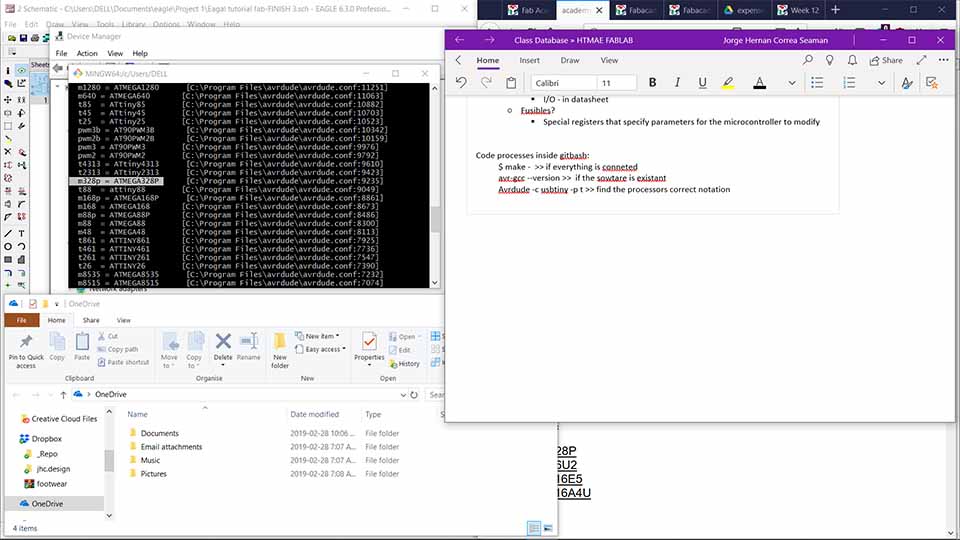 2 Schematic - C:\Users\DELL\Documents\eagle\Project 1\Eagat tutorial fab-FINISH 3.sch - EAGLE 6.3.0 Professio...
File Edit Draw View Tools Library Options Window Help
Sheets
1
Device Manager
File Action View Help
MINGW64:/c/Users/DELL
m1280 = ATMEGA1280 [C:\Program Files\avrdude\avrdude.conf:11251]
m640 = ATMEGA640 [C:\Program Files\avrdude\avrdude.conf:11063]
t85 = ATtiny85 [C:\Program Files\avrdude\avrdude.conf:10882]
t45 = ATtiny45 [C:\Program Files\avrdude\avrdude.conf:10703]
t25 = ATtiny25 [C:\Program Files\avrdude\avrdude.conf:10523]
pwm3b = AT90PWM3B [C:\Program Files\avrdude\avrdude.conf:10342]
pwm2b = AT90PWM2B [C:\Program Files\avrdude\avrdude.conf:10159]
pwm3 = AT90PWM3 [C:\Program Files\avrdude\avrdude.conf:9976]
pwm2 = AT90PWM2 [C:\Program Files\avrdude\avrdude.conf:9792]
t4313 = ATtiny4313 [C:\Program Files\avrdude\avrdude.conf:9610]
t2313 = ATtiny2313 [C:\Program Files\avrdude\avrdude.conf:9423]
m328p = ATMEGA328P [C:\Program Files\avrdude\avrdude.conf:9235]
t88 = attiny88 [C:\Program Files\avrdude\avrdude.conf:9049]
m168p = ATMEGA168P [C:\Program Files\avrdude\avrdude.conf:8861]
m168 = ATMEGA168 [C:\Program Files\avrdude\avrdude.conf:8673]
m88p = ATMEGA88P [C:\Program Files\avrdude\avrdude.conf:8486]
m88 = ATMEGA88 [C:\Program Files\avrdude\avrdude.conf:8300]
m48 = ATMEGA48 [C:\Program Files\avrdude\avrdude.conf:8113]
t861 = ATTINY861 [C:\Program Files\avrdude\avrdude.conf:7925]
t461 = ATTINY461 [C:\Program Files\avrdude\avrdude.conf:7736]
t261 = ATTINY261 [C:\Program Files\avrdude\avrdude.conf:7547]
t26 = ATTINY26 [C:\Program Files\avrdude\avrdude.conf:7390]
m8535 = ATMEGA8535 [C:\Program Files\avrdude\avrdude.conf:7232]
m8515 = ATMEGA8515 [C:\Program Files\avrdude\avrdude.conf:7074]
Network adapters
Fab Ac academ Fabaca Fabaca expens Week 12
Class Database » HTMAE FABLAB Jorge Hernan Correa Seaman
Home Insert Draw View Share
Calibri 11 B I U A
I/O - in datasheet
Fusibles?
Special registers that specify parameters for the microcontroller to modify
Code processes inside gitbash:
$ make - >> if everything is conneted
avr-gcc --version >> if the sowtare is existant
Avrdude -c usbtiny -p t >> find the processors correct notation
28P
6U2
16E5
16A4U
OneDrive
File Home Share View
Pin to Quick access
Copy
Paste
Cut
Copy path
Paste shortcut
Clipboard
Move to
Copy to
Delete
Rename
Organise
New folder
New item
Easy access
New
Properties
Open
Edit
History
Open
OneDrive
Sear
Creative Cloud Files
Dropbox
_Repo
jhc.design
footwear
OneDrive
Name Date modified Type
Documents 2019-02-28 10:06 ... File folder
Email attachments 2019-02-28 7:07 A... File folder
Music 2019-02-28 7:07 A... File folder
Pictures 2019-02-28 7:08 A... File folder
4 items